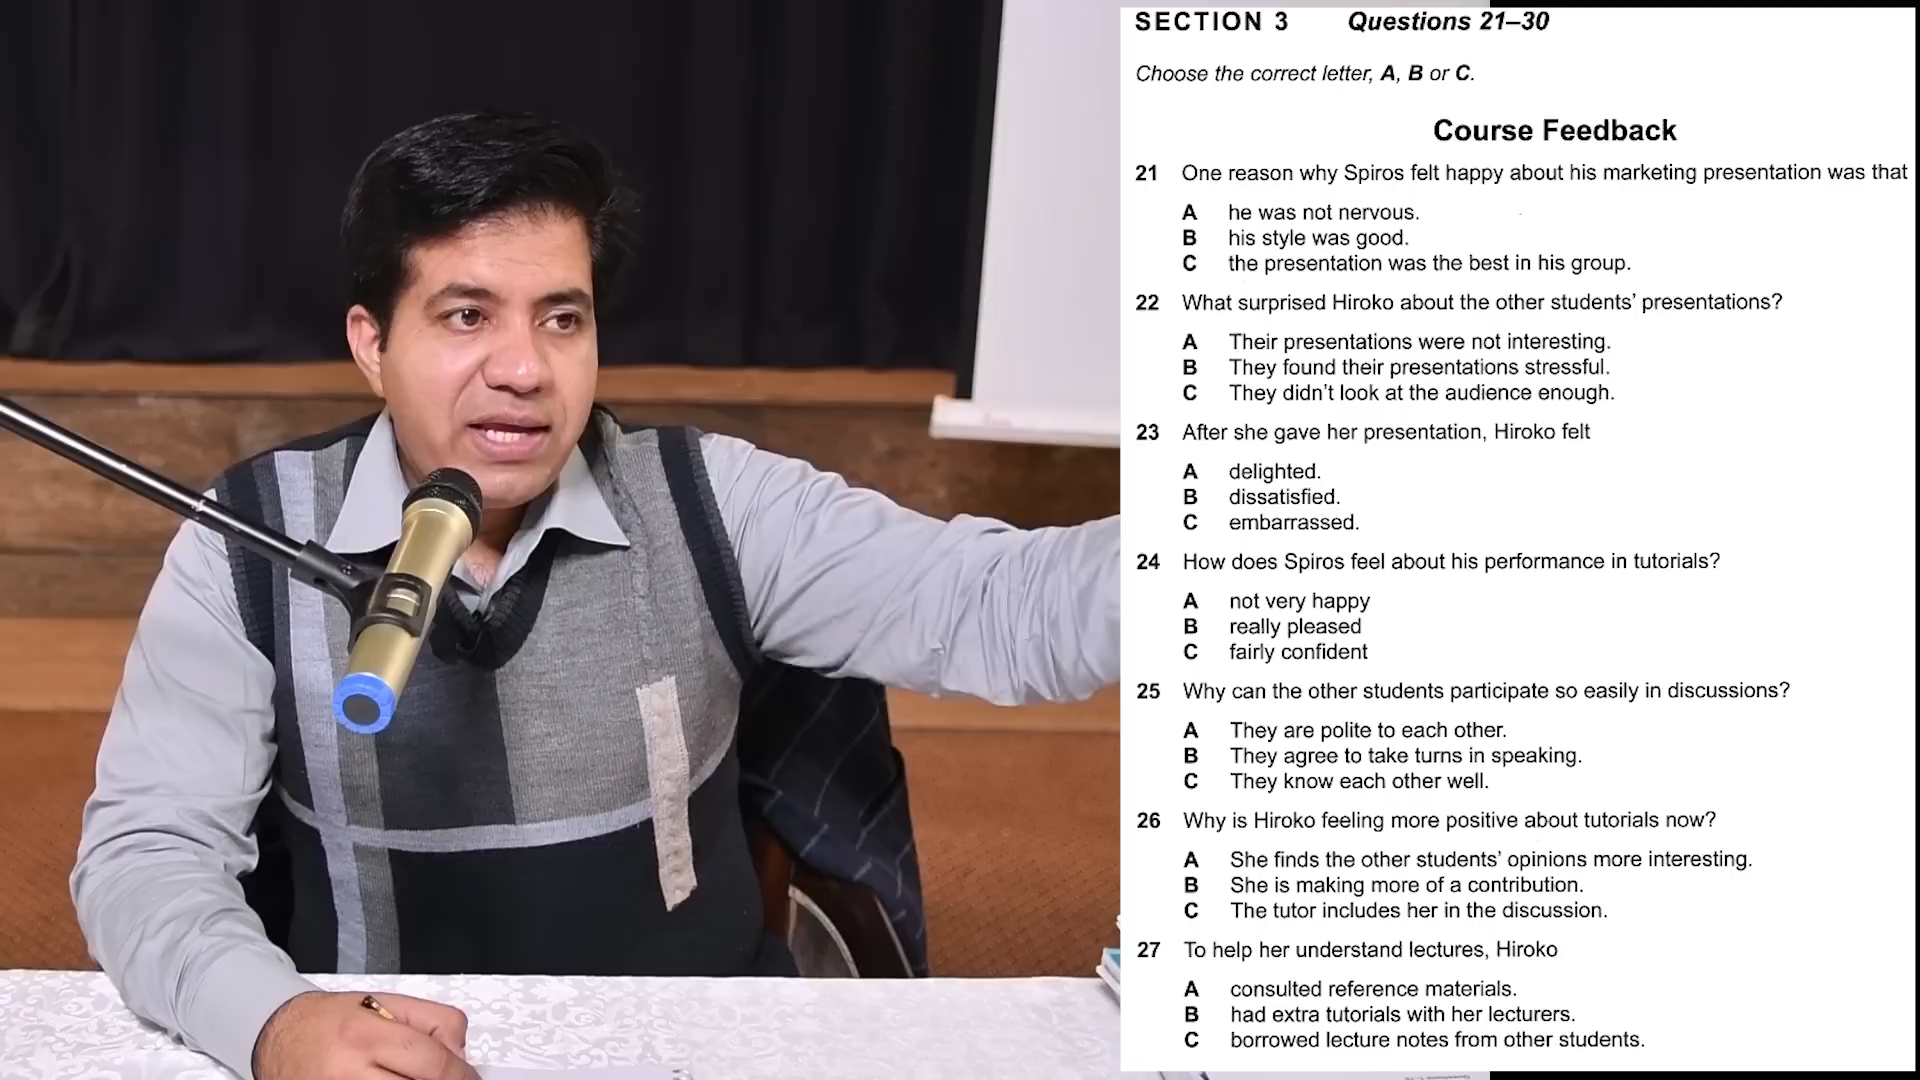 SECTION 3 Questions 21–30
Choose the correct letter, A, B or C.
Course Feedback
21 One reason why Spiros felt happy about his marketing presentation was that
A he was not nervous.
B his style was good.
C the presentation was the best in his group.
22 What surprised Hiroko about the other students’ presentations?
A Their presentations were not interesting.
B They found their presentations stressful.
C They didn’t look at the audience enough.
23 After she gave her presentation, Hiroko felt
A delighted.
B dissatisfied.
C embarrassed.
24 How does Spiros feel about his performance in tutorials?
A not very happy
B really pleased
C fairly confident
25 Why can the other students participate so easily in discussions?
A They are polite to each other.
B They agree to take turns in speaking.
C They know each other well.
26 Why is Hiroko feeling more positive about tutorials now?
A She finds the other students’ opinions more interesting.
B She is making more of a contribution.
C The tutor includes her in the discussion.
27 To help her understand lectures, Hiroko
A consulted reference materials.
B had extra tutorials with her lecturers.
C borrowed lecture notes from other students.